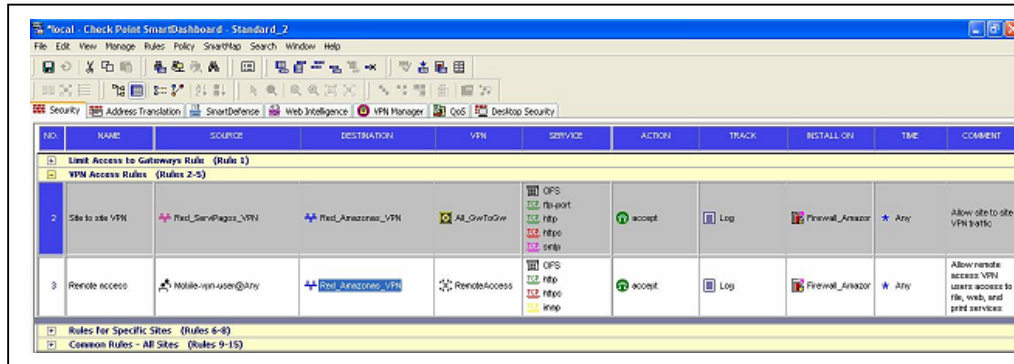 *local - Check Point SmartDashboard - Standard_2
File Edit View Manage Rules Policy SmartMap Search Window Help
Security Address Translation SmartDefense Web Intelligence VPN Manager QoS Desktop Security
NO. NAME SOURCE DESTINATION VPN SERVICE ACTION TRACK INSTALL ON TIME COMMENT
Limit Access to Gateways Rule (Rule 1)
VPN Access Rules (Rules 2-5)
2 Site to site VPN Red_ServiPagos_VPN Red_Amazonas_VPN All_GwToGw accept Log Firewall_Amazor * Any
CIFS
TCP ftp-port
TCP http
TCP https
TCP smtp
Allow site to site
VPN traffic
3 Remote access Mobile-vpn-user@Any Red_Amazonas_VPN RemoteAccess accept Log Firewall_Amazor * Any
CIFS
TCP http
TCP https
imap
Allow remote
access VPN
users access to
file, web, and
print services
Rules for Specific Sites (Rules 6-8)
Common Rules - All Sites (Rules 9-15)